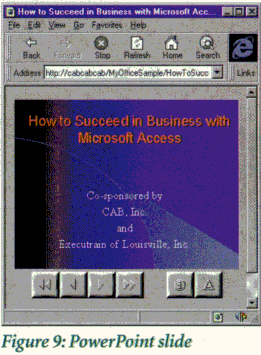 How to Succeed in Business with Microsoft Ac...
File Edit View Go Favorites Help
Back Forward Stop Refresh Home Search
Address http://cabcabcab/MyOfficeSample/HowToSucc Links
How to Succeed in Business with
Microsoft Access
Co-sponsored by
CAB, Inc.
and
Executrain of Louisville, Inc.
A
Figure 9: PowerPoint slide